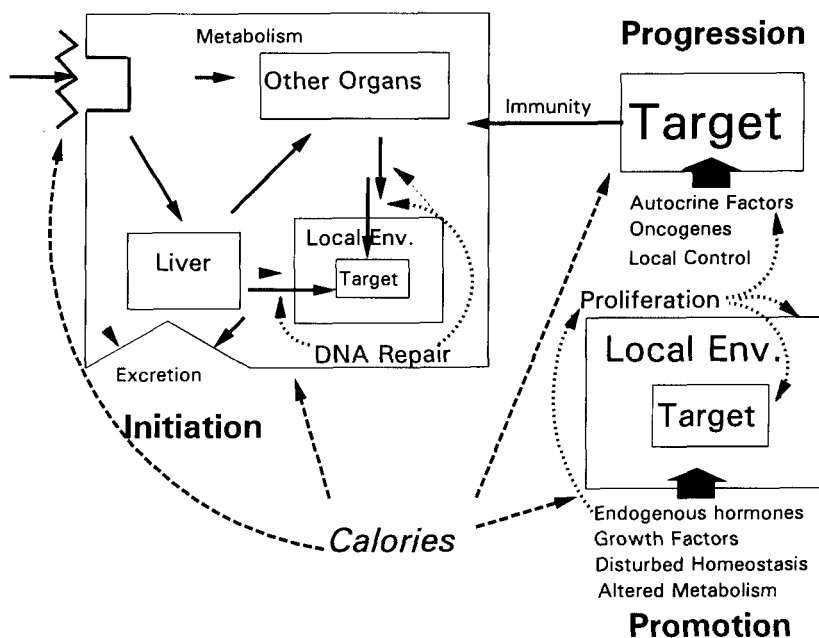 Metabolism
Other Organs
Liver
Local Env.
Target
DNA Repair
Excretion
Initiation
Immunity
Progression
Target
Autocrine Factors
Oncogenes
Local Control
Proliferation
Local Env.
Target
Endogenous hormones
Growth Factors
Disturbed Homeostasis
Altered Metabolism
Promotion
Calories